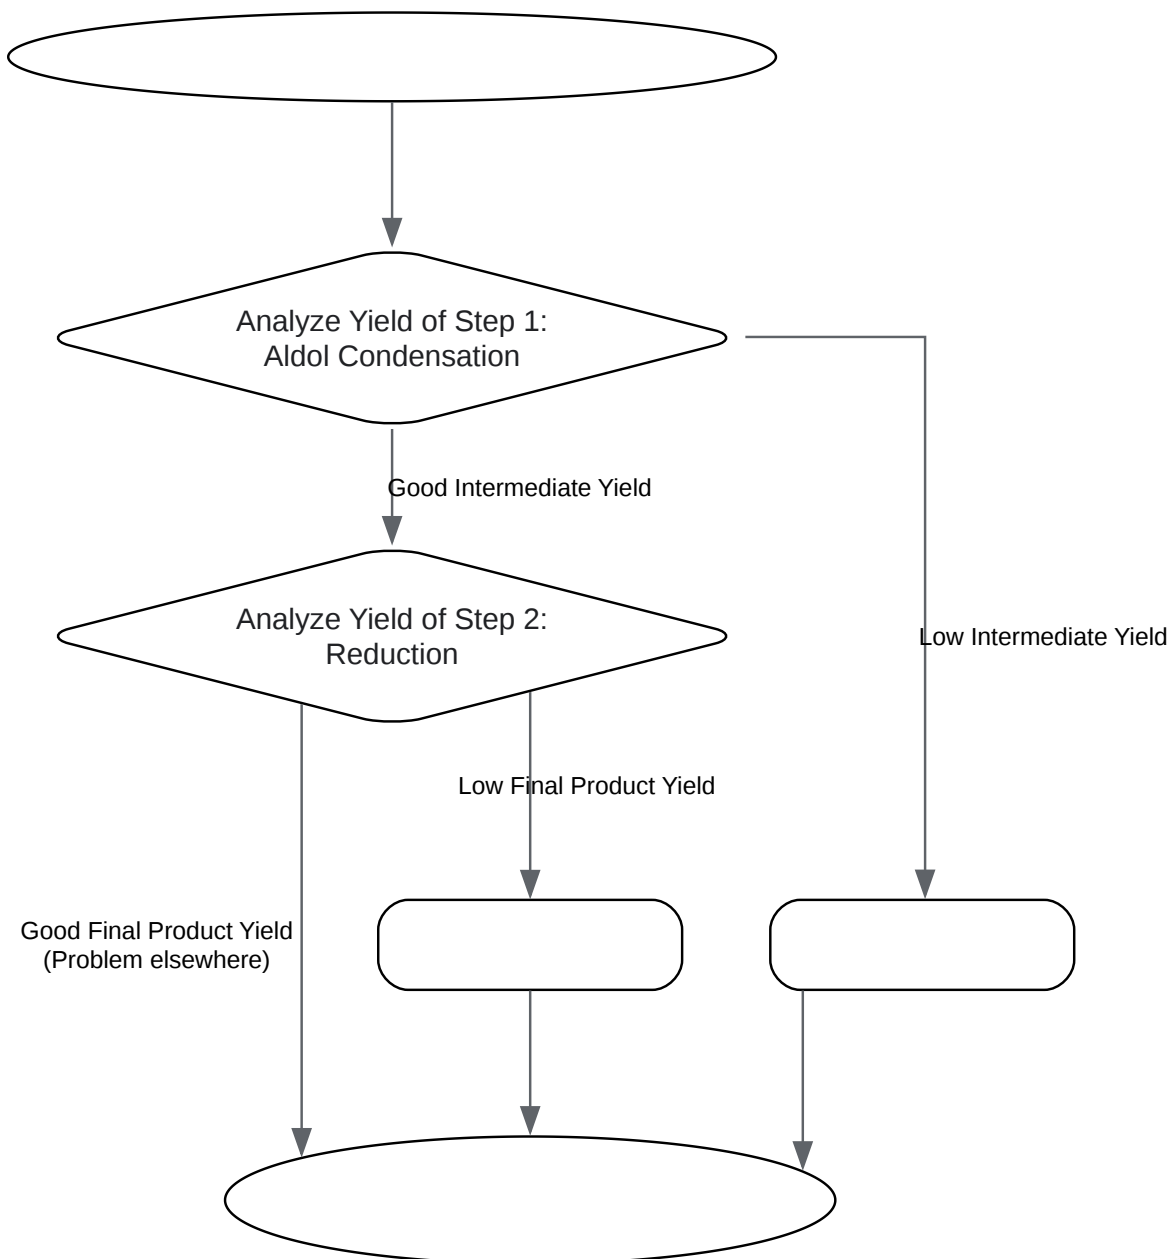 Analyze Yield of Step 1:
Aldol Condensation
Good Intermediate Yield
Analyze Yield of Step 2:
Reduction
Low Intermediate Yield
Low Final Product Yield
Good Final Product Yield
(Problem elsewhere)